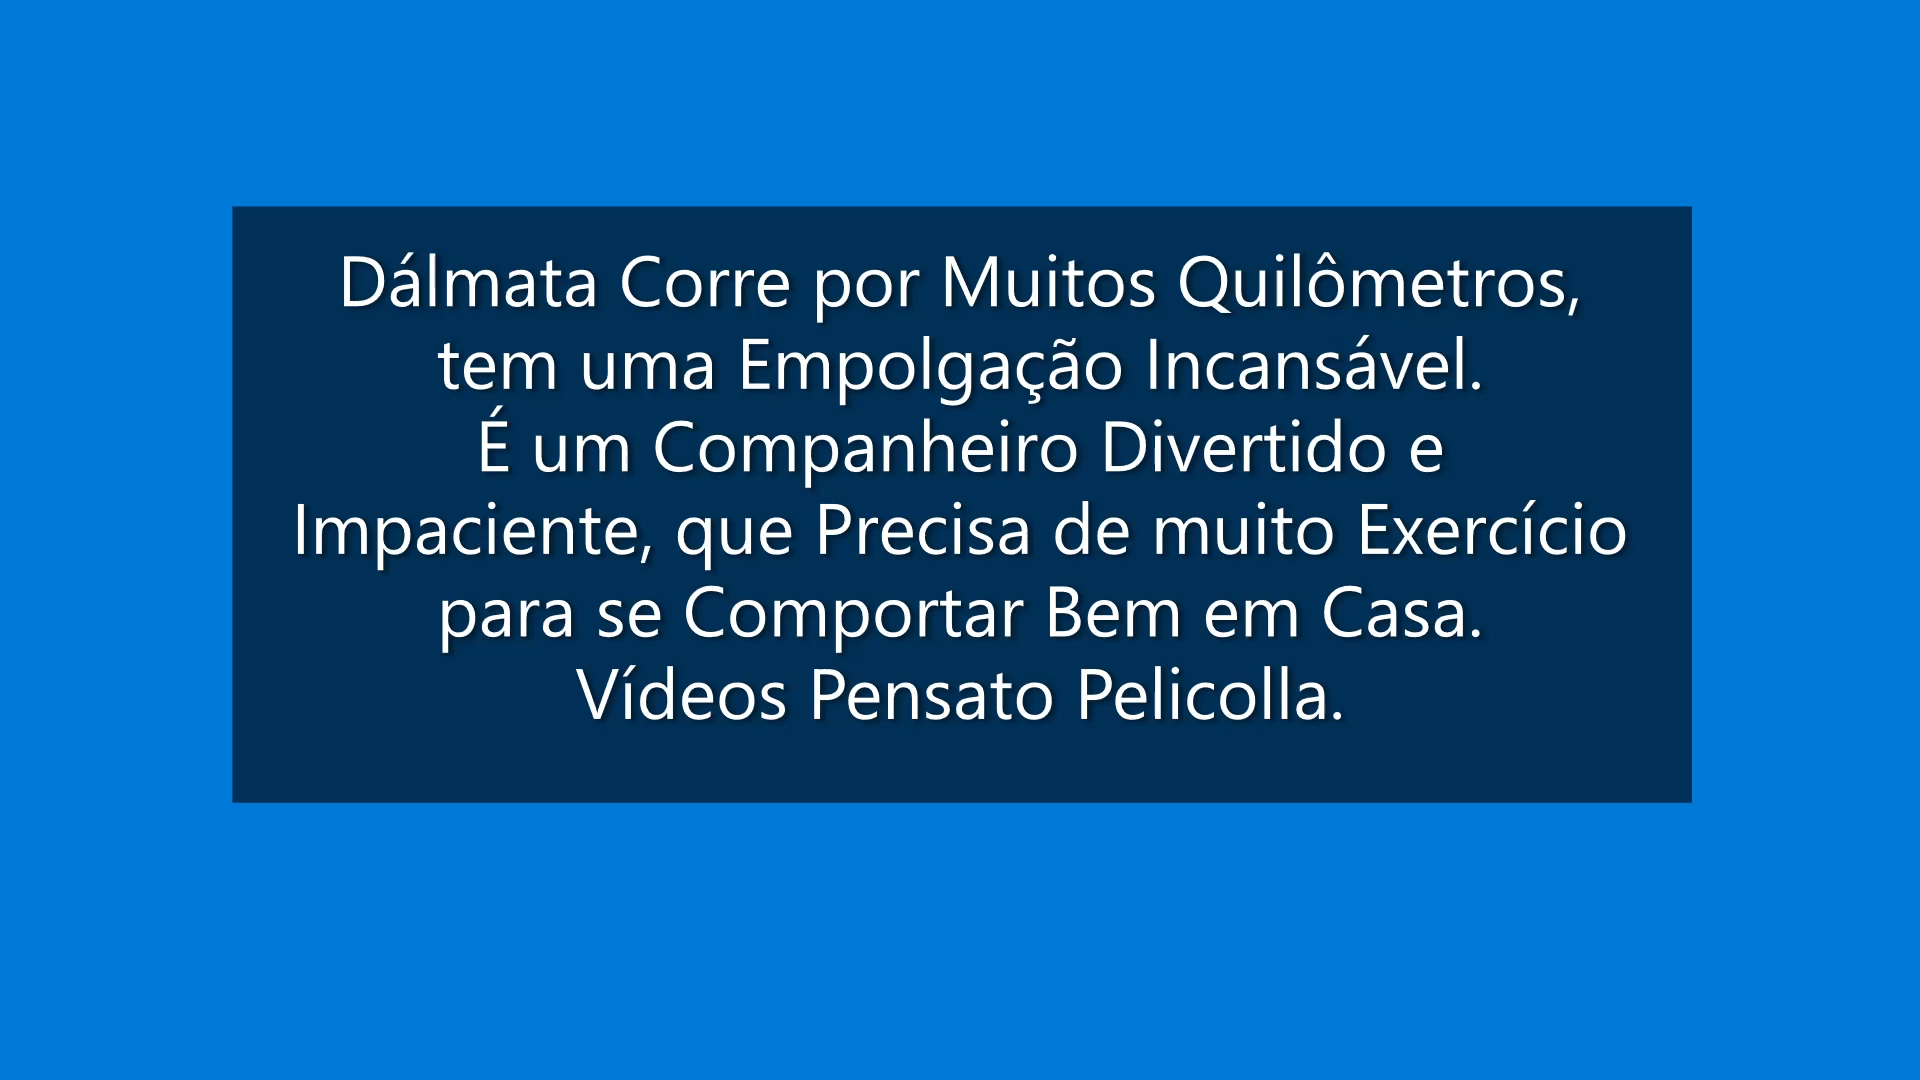 Dálmata Corre por Muitos Quilômetros,
tem uma Empolgação Incansável.
É um Companheiro Divertido e
Impaciente, que Precisa de muito Exercício
para se Comportar Bem em Casa.
Vídeos Pensato Pelicolla.